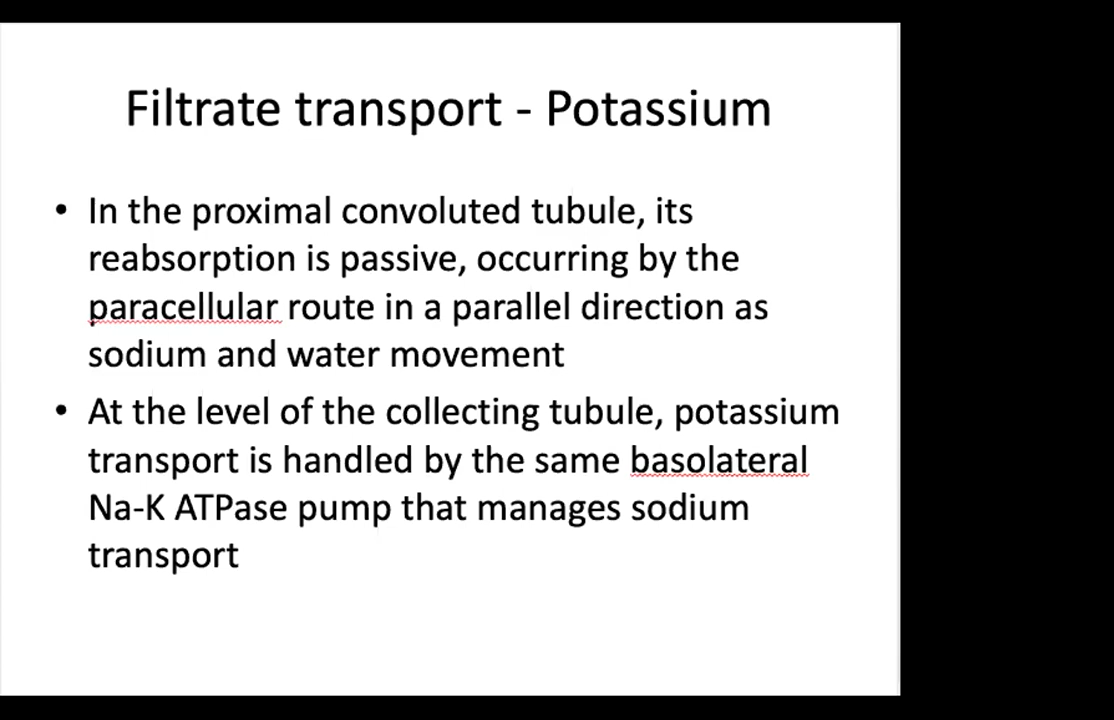 Filtrate transport - Potassium
• In the proximal convoluted tubule, its
reabsorption is passive, occurring by the
paracellular route in a parallel direction as
sodium and water movement
• At the level of the collecting tubule, potassium
transport is handled by the same basolateral
Na-K ATPase pump that manages sodium
transport